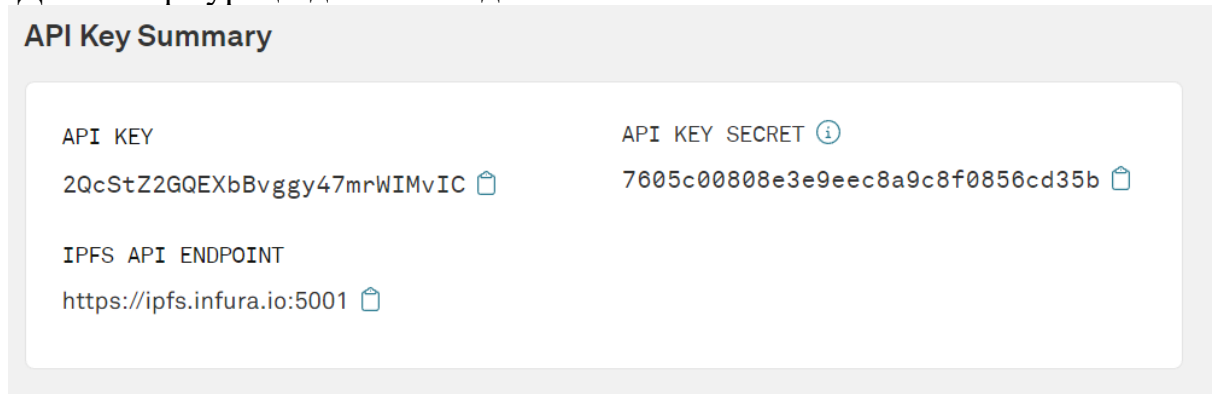 API Key Summary
API KEY
2QcStZ2GQEXbBvggy47mrWIMvIC
API KEY SECRET
7605c00808e3e9eec8a9c8f0856cd35b
IPFS API ENDPOINT
https://ipfs.infura.io:5001